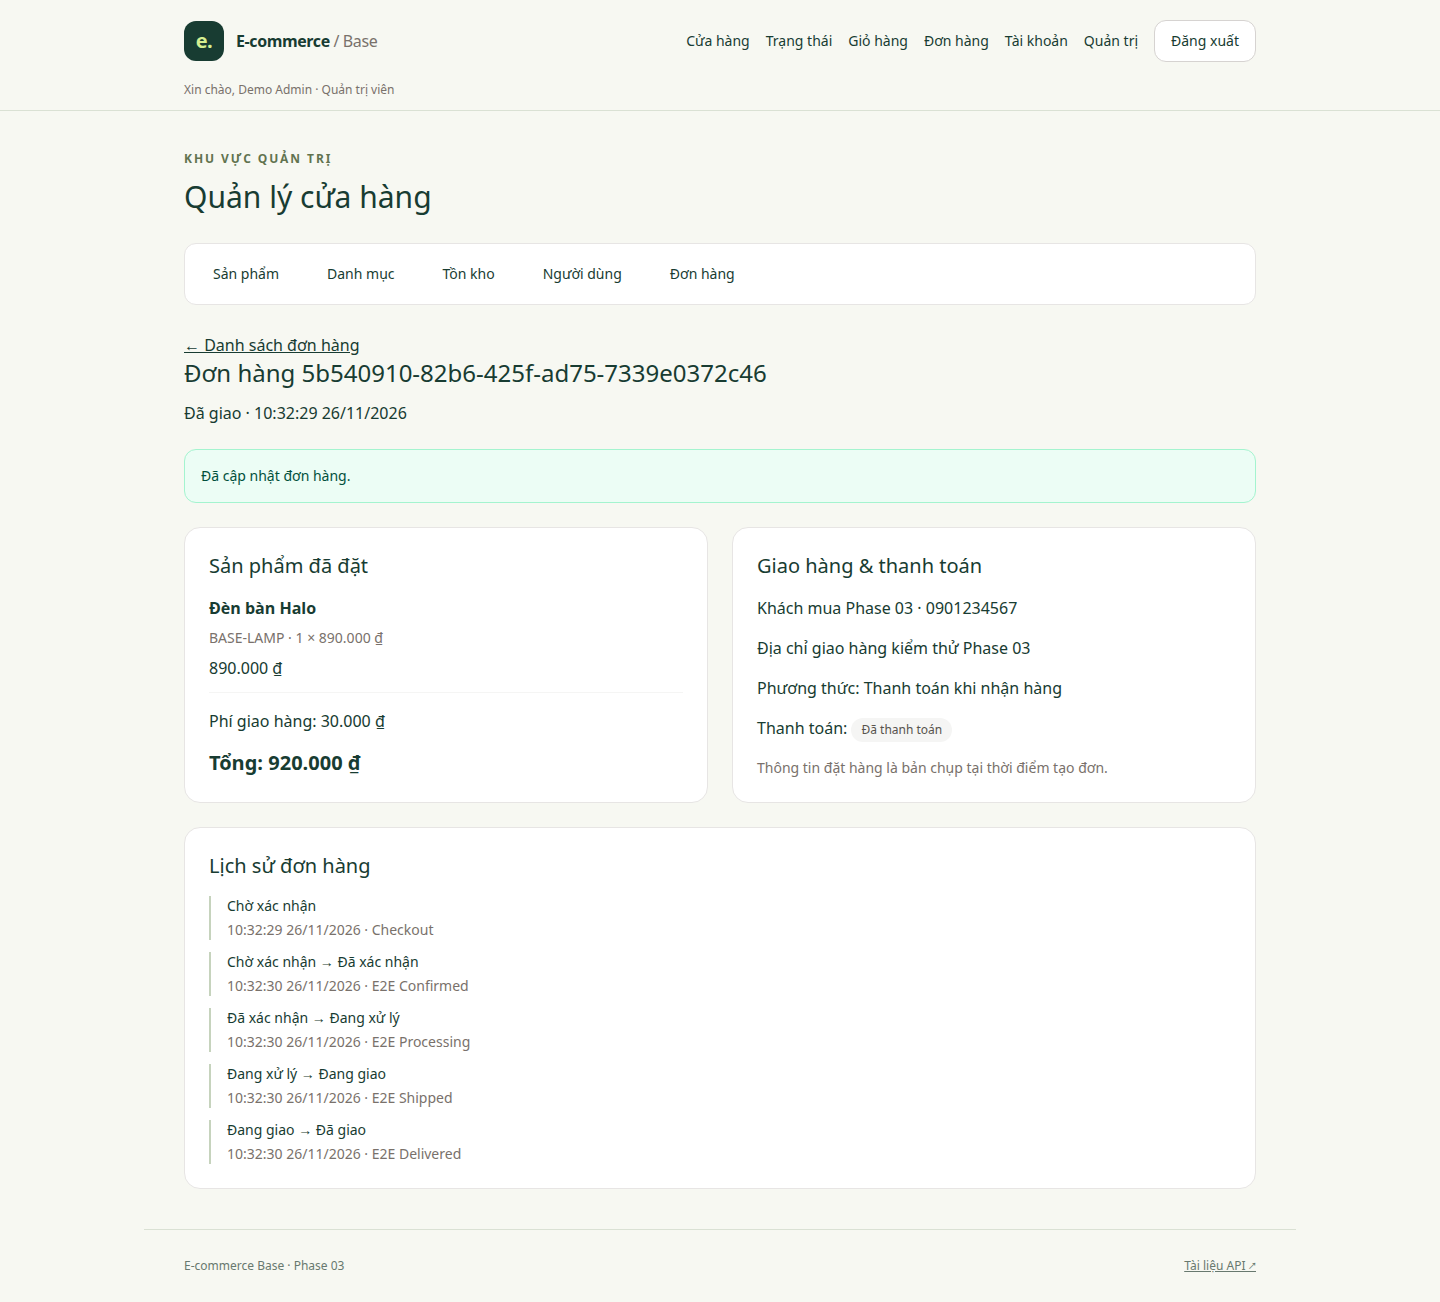 e. E-commerce / Base
Cửa hàng Trạng thái Giỏ hàng Đơn hàng Tài khoản Quản trị Đăng xuất
Xin chào, Demo Admin · Quản trị viên
KHU VỰC QUẢN TRỊ
Quản lý cửa hàng
Sản phẩm Danh mục Tồn kho Người dùng Đơn hàng
← Danh sách đơn hàng
Đơn hàng 5b540910-82b6-425f-ad75-7339e0372c46
Đã giao · 10:32:29 26/11/2026
Đã cập nhật đơn hàng.
Sản phẩm đã đặt
Đèn bàn Halo
BASE-LAMP · 1 × 890.000 ₫
890.000 ₫
Phí giao hàng: 30.000 ₫
Tổng: 920.000 ₫
Giao hàng & thanh toán
Khách mua Phase 03 · 0901234567
Địa chỉ giao hàng kiểm thử Phase 03
Phương thức: Thanh toán khi nhận hàng
Thanh toán: Đã thanh toán
Thông tin đặt hàng là bản chụp tại thời điểm tạo đơn.
Lịch sử đơn hàng
Chờ xác nhận
10:32:29 26/11/2026 · Checkout
Chờ xác nhận → Đã xác nhận
10:32:30 26/11/2026 · E2E Confirmed
Đã xác nhận → Đang xử lý
10:32:30 26/11/2026 · E2E Processing
Đang xử lý → Đang giao
10:32:30 26/11/2026 · E2E Shipped
Đang giao → Đã giao
10:32:30 26/11/2026 · E2E Delivered
E-commerce Base · Phase 03
Tài liệu API ↗